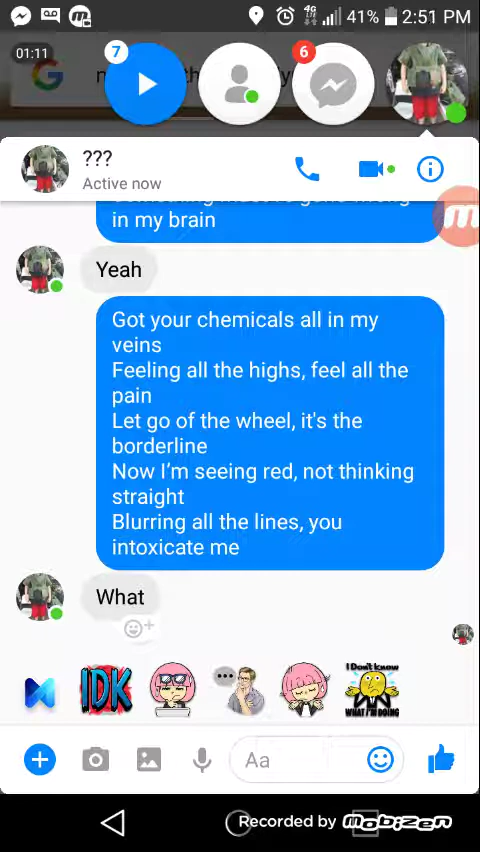 4G
41% 2:51 PM
01:11
7
6
???
Active now
in my brain
Yeah
Got your chemicals all in my
veins
Feeling all the highs, feel all the
pain
Let go of the wheel, it's the
borderline
Now I'm seeing red, not thinking
straight
Blurring all the lines, you
intoxicate me
What
IDK
I Don't know
WHAT I'M DOING
Aa
Recorded by MOBIZEN